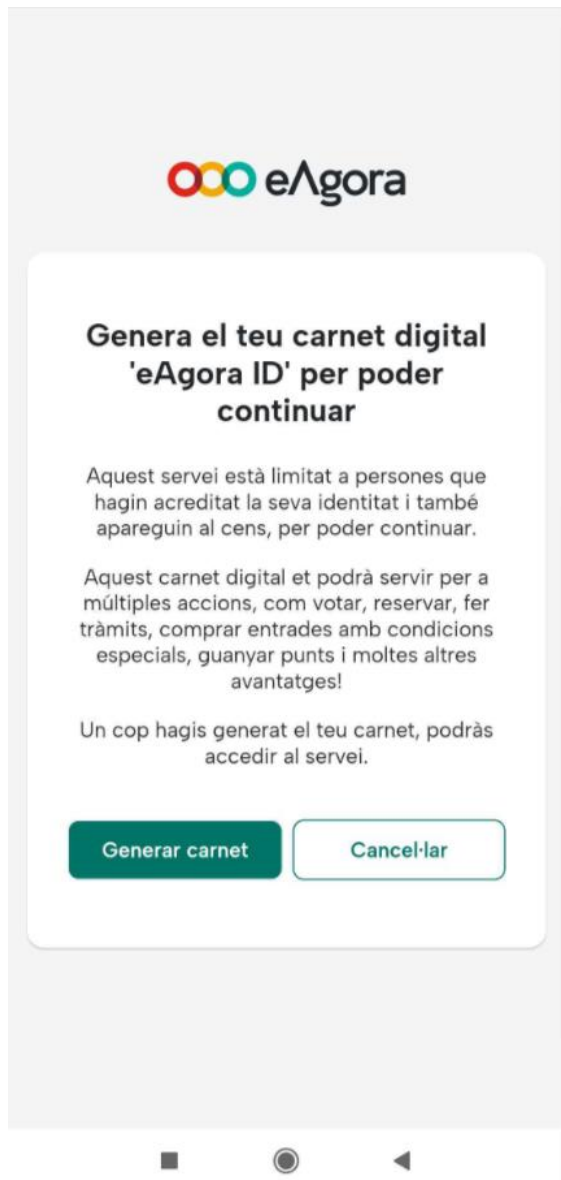 eAgora
Genera el teu carnet digital
'eAgora ID' per poder
continuar
Aquest servei està limitat a persones que
hagin acreditat la seva identitat i també
apareguin al cens, per poder continuar.
Aquest carnet digital et podrà servir per a
múltiples accions, com votar, reservar, fer
tràmits, comprar entrades amb condicions
especials, guanyar punts i moltes altres
avantatges!
Un cop hagis generat el teu carnet, podràs
accedir al servei.
Generar carnet
Cancel·lar